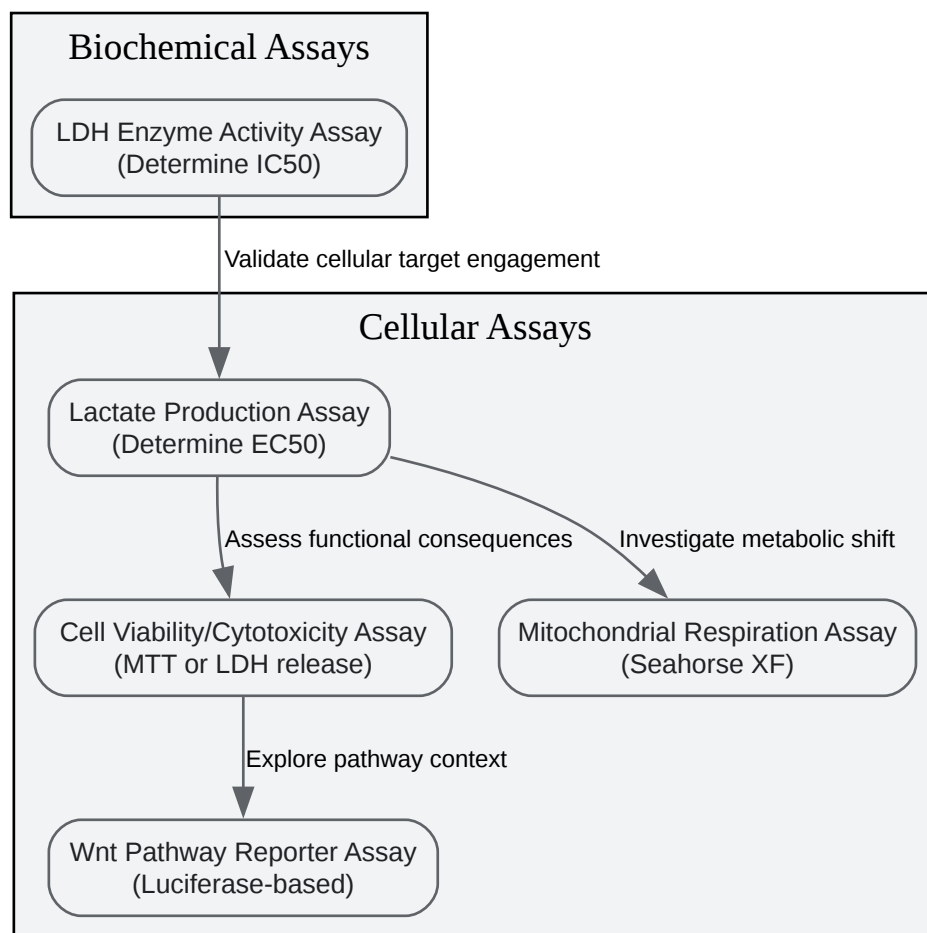 Biochemical Assays
LDH Enzyme Activity Assay
(Determine IC50)
Validate cellular target engagement
Cellular Assays
Lactate Production Assay
(Determine EC50)
Assess functional consequences
Investigate metabolic shift
Cell Viability/Cytotoxicity Assay
(MTT or LDH release)
Mitochondrial Respiration Assay
(Seahorse XF)
Explore pathway context
Wnt Pathway Reporter Assay
(Luciferase-based)